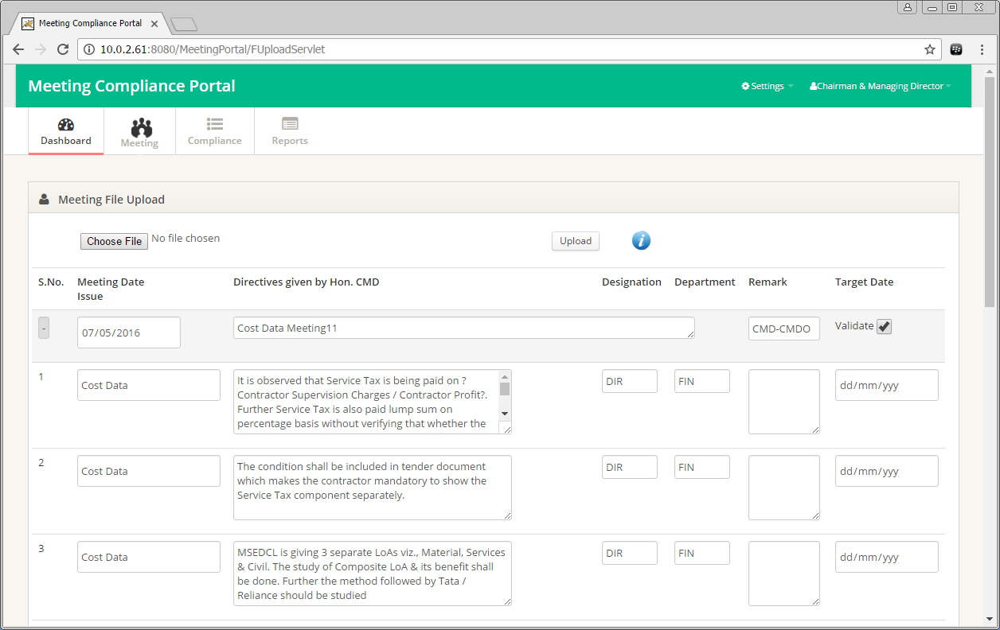 Meeting Compliance Portal
10.0.2.61:8080/MeetingPortal/FUploadServlet
Meeting Compliance Portal
Settings
Chairman & Managing Director
Dashboard
Meeting
Compliance
Reports
Meeting File Upload
Choose File No file chosen
Upload
i
S.No.
Meeting Date
Issue
Directives given by Hon. CMD
Designation
Department
Remark
Target Date
-
07/05/2016
Cost Data Meeting11
CMD-CMDO
Validate
1
Cost Data
It is observed that Service Tax is being paid on ?
Contractor Supervision Charges / Contractor Profit?.
Further Service Tax is also paid lump sum on
percentage basis without verifying that whether the
DIR
FIN
dd/mm/yyy
2
Cost Data
The condition shall be included in tender document
which makes the contractor mandatory to show the
Service Tax component separately.
DIR
FIN
dd/mm/yyy
3
Cost Data
MSEDCL is giving 3 separate LoAs viz., Material, Services
& Civil. The study of Composite LoA & its benefit shall
be done. Further the method followed by Tata /
Reliance should be studied
DIR
FIN
dd/mm/yyy